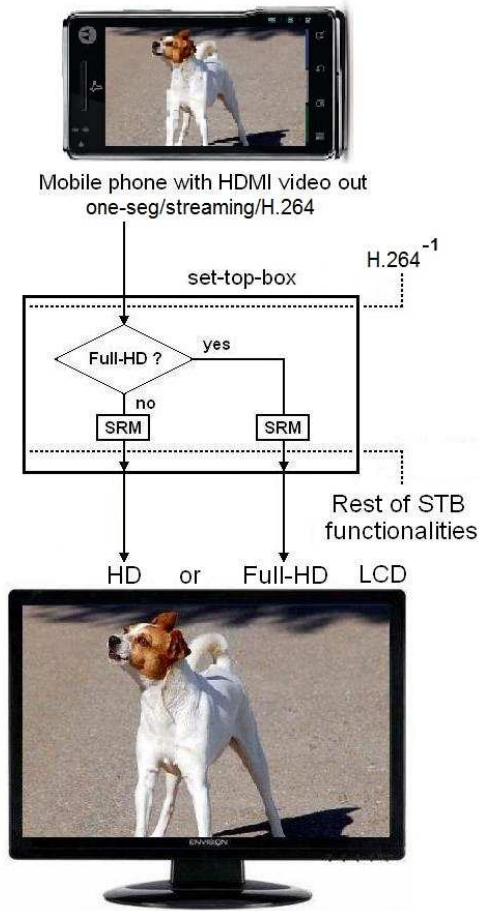 Mobile phone with HDMI video out
one-seg/streaming/H.264
H.264⁻¹
set-top-box
Full-HD ?
yes
no
SRM
SRM
Rest of STB
functionalities
HD or Full-HD LCD
ENVISION